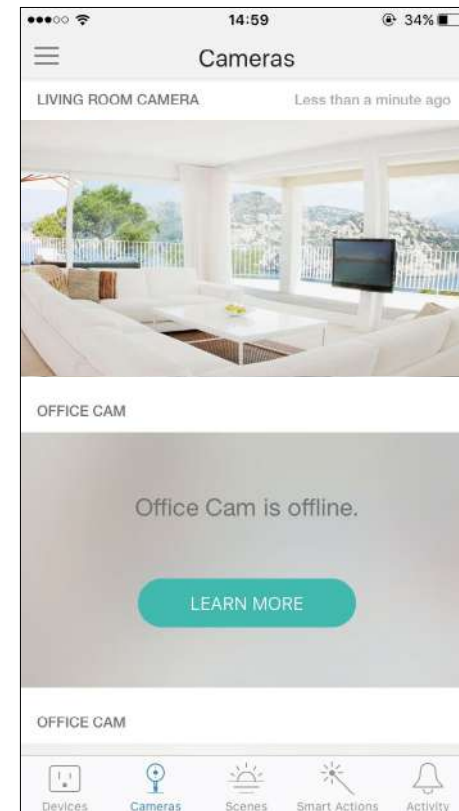 14:59
34%
Cameras
LIVING ROOM CAMERA Less than a minute ago
OFFICE CAM
Office Cam is offline.
LEARN MORE
OFFICE CAM
Devices Cameras Scenes Smart Actions Activity